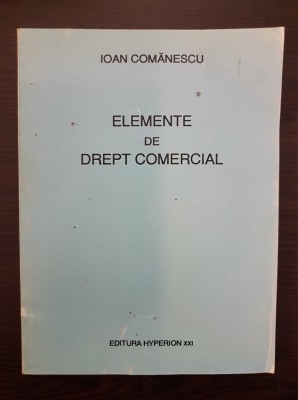 IOAN COMĂNESCU
ELEMENTE
DE
DREPT COMERCIAL
EDITURA HYPERION XXI